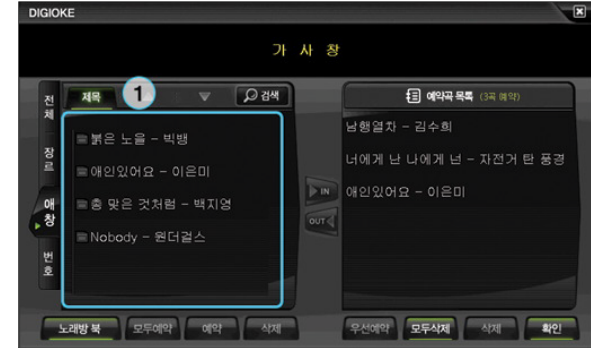 DIGIOKE
가 사 창
전체
장르
애창
번호
제목
1
검색
붉은 노을 – 빅뱅
애인있어요 – 이은미
총 맞은 것처럼 – 백지영
Nobody – 원더걸스
IN
OUT
예약곡 목록 (3곡 예약)
남행열차 – 김수희
너에게 난 나에게 넌 – 자전거 탄 풍경
애인있어요 – 이은미
노래방 북 모두예약 예약 삭제
우선예약 모두삭제 삭제 확인